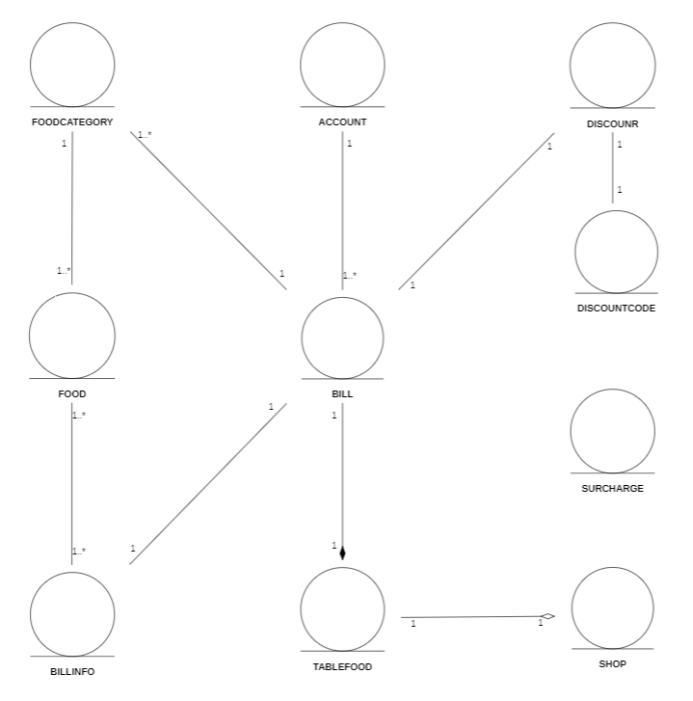 FOODCATEGORY
ACCOUNT
DISCOUNR
1
1..*
1
1
1
1
1..*
1
1..*
1
DISCOUNTCODE
FOOD
BILL
1..*
1
1
SURCHARGE
1..*
1
1
1
1
BILLINFO
TABLEFOOD
SHOP